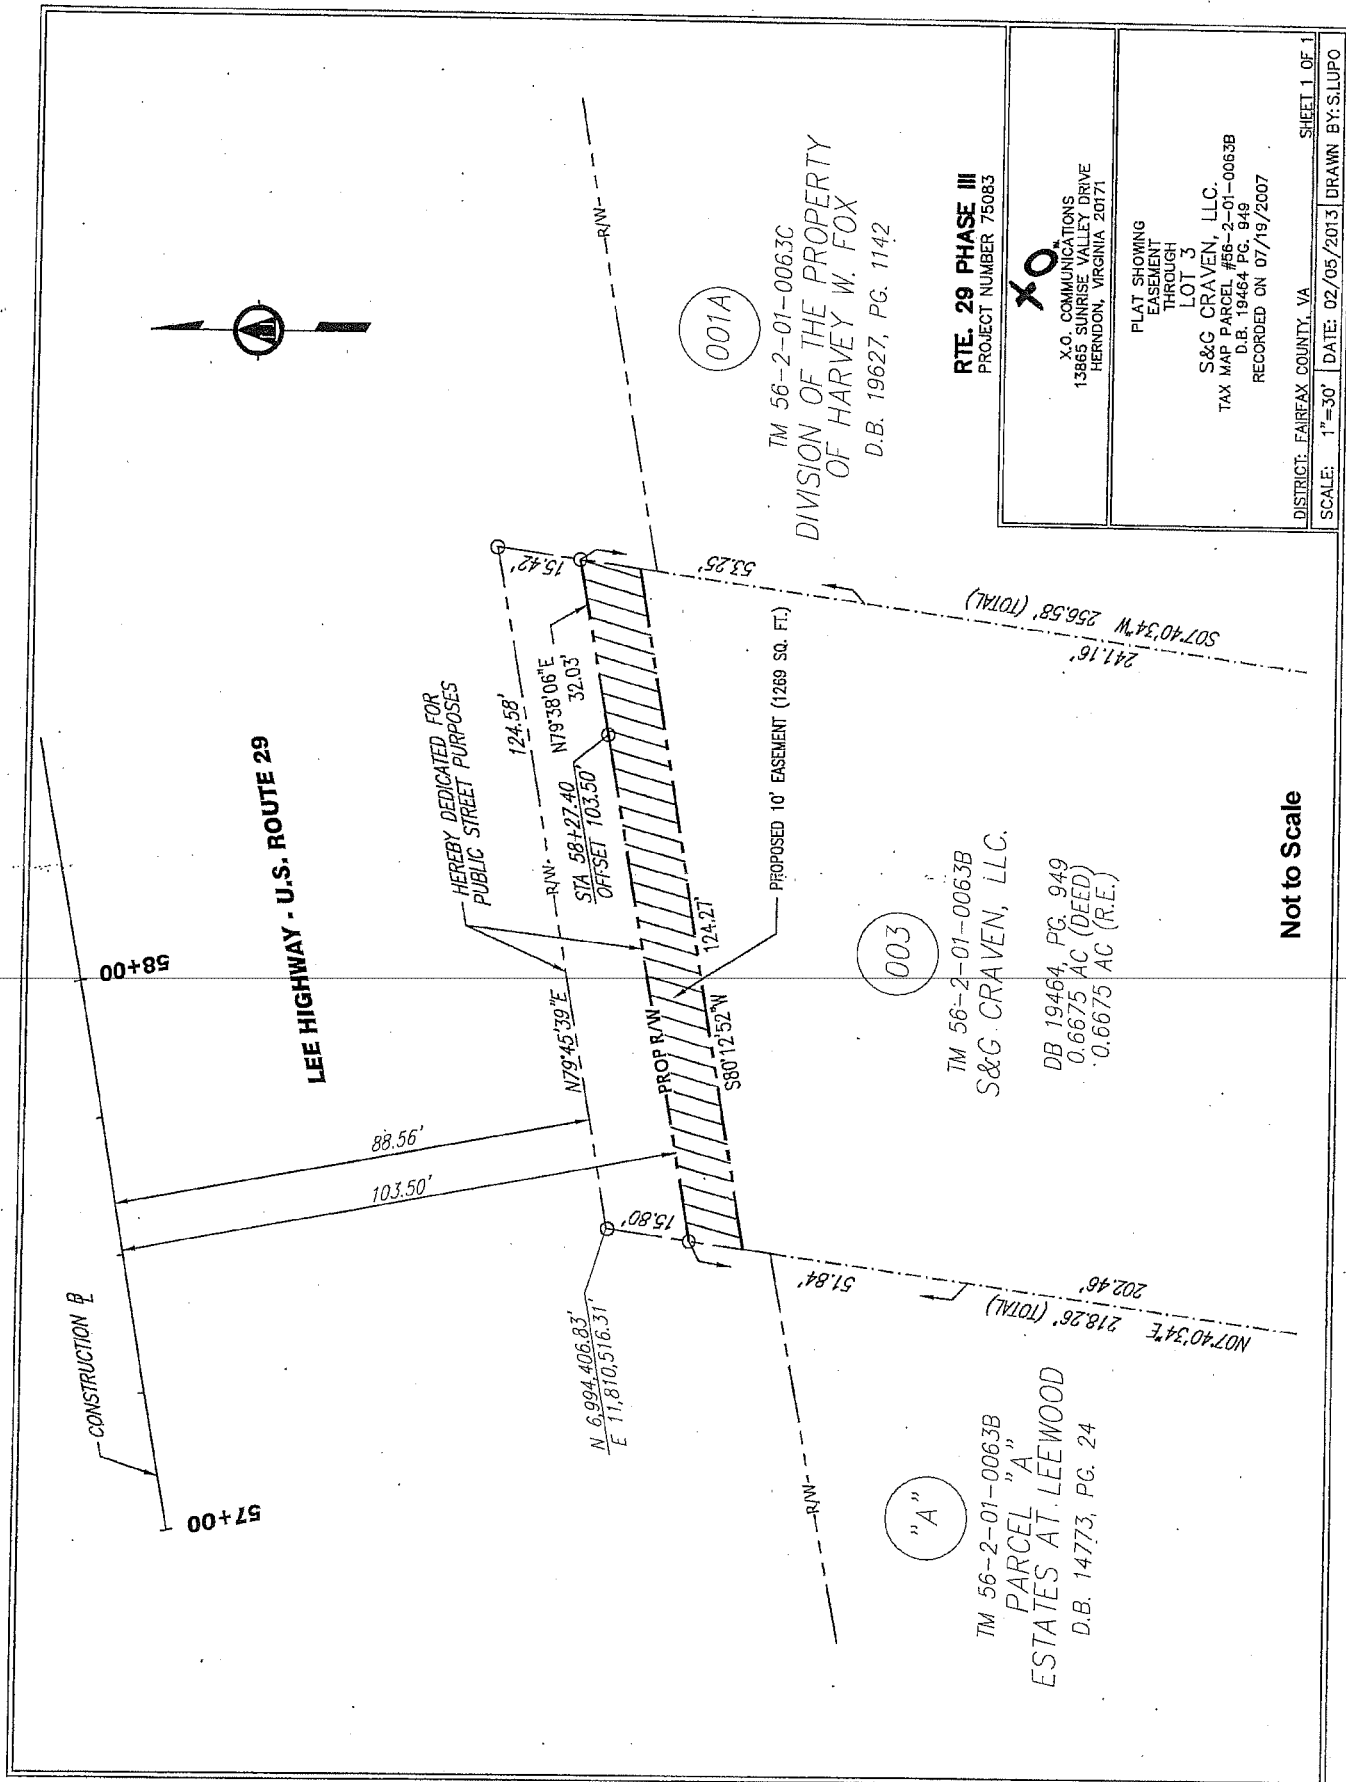 CONSTRUCTION ⅊
57+00
58+00
LEE HIGHWAY - U.S. ROUTE 29
88.56'
103.50'
HEREBY DEDICATED FOR
PUBLIC STREET PURPOSES
N 6,994,406.83'
E 11,810,516.31'
N79°45'39"E
R/W
124.58'
15.80'
15.42'
STA 58+27.40
OFFSET 103.50'
N79°38'06"E
32.03'
PROP R/W
S80°12'52"W
124.27'
PROPOSED 10' EASEMENT (1269 SQ. FT.)
R/W
R/W
51.84'
53.25'
N07°40'34"E 218.26' (TOTAL)
202.46'
S07°40'34"W 256.58' (TOTAL)
241.16'
"A"
TM 56-2-01-0063B
PARCEL "A"
ESTATES AT LEEWOOD
D.B. 14773, PG. 24
003
TM 56-2-01-0063B
S&G CRAVEN, LLC.
DB 19464, PG. 949
0.6675 AC (DEED)
0.6675 AC (R.E.)
001A
TM 56-2-01-0063C
DIVISION OF THE PROPERTY
OF HARVEY W. FOX
D.B. 19627, PG. 1142
Not to Scale
RTE. 29 PHASE III
PROJECT NUMBER 75083
XO
X.O. COMMUNICATIONS
13865 SUNRISE VALLEY DRIVE
HERNDON, VIRGINIA 20171
PLAT SHOWING
EASEMENT
THROUGH
LOT 3
S&G CRAVEN, LLC.
TAX MAP PARCEL #56-2-01-0063B
D.B. 19464 PG. 949
RECORDED ON 07/19/2007
DISTRICT: FAIRFAX COUNTY, VA SHEET 1 OF 1
SCALE: 1"=30' DATE: 02/05/2013 DRAWN BY: S.LUPO